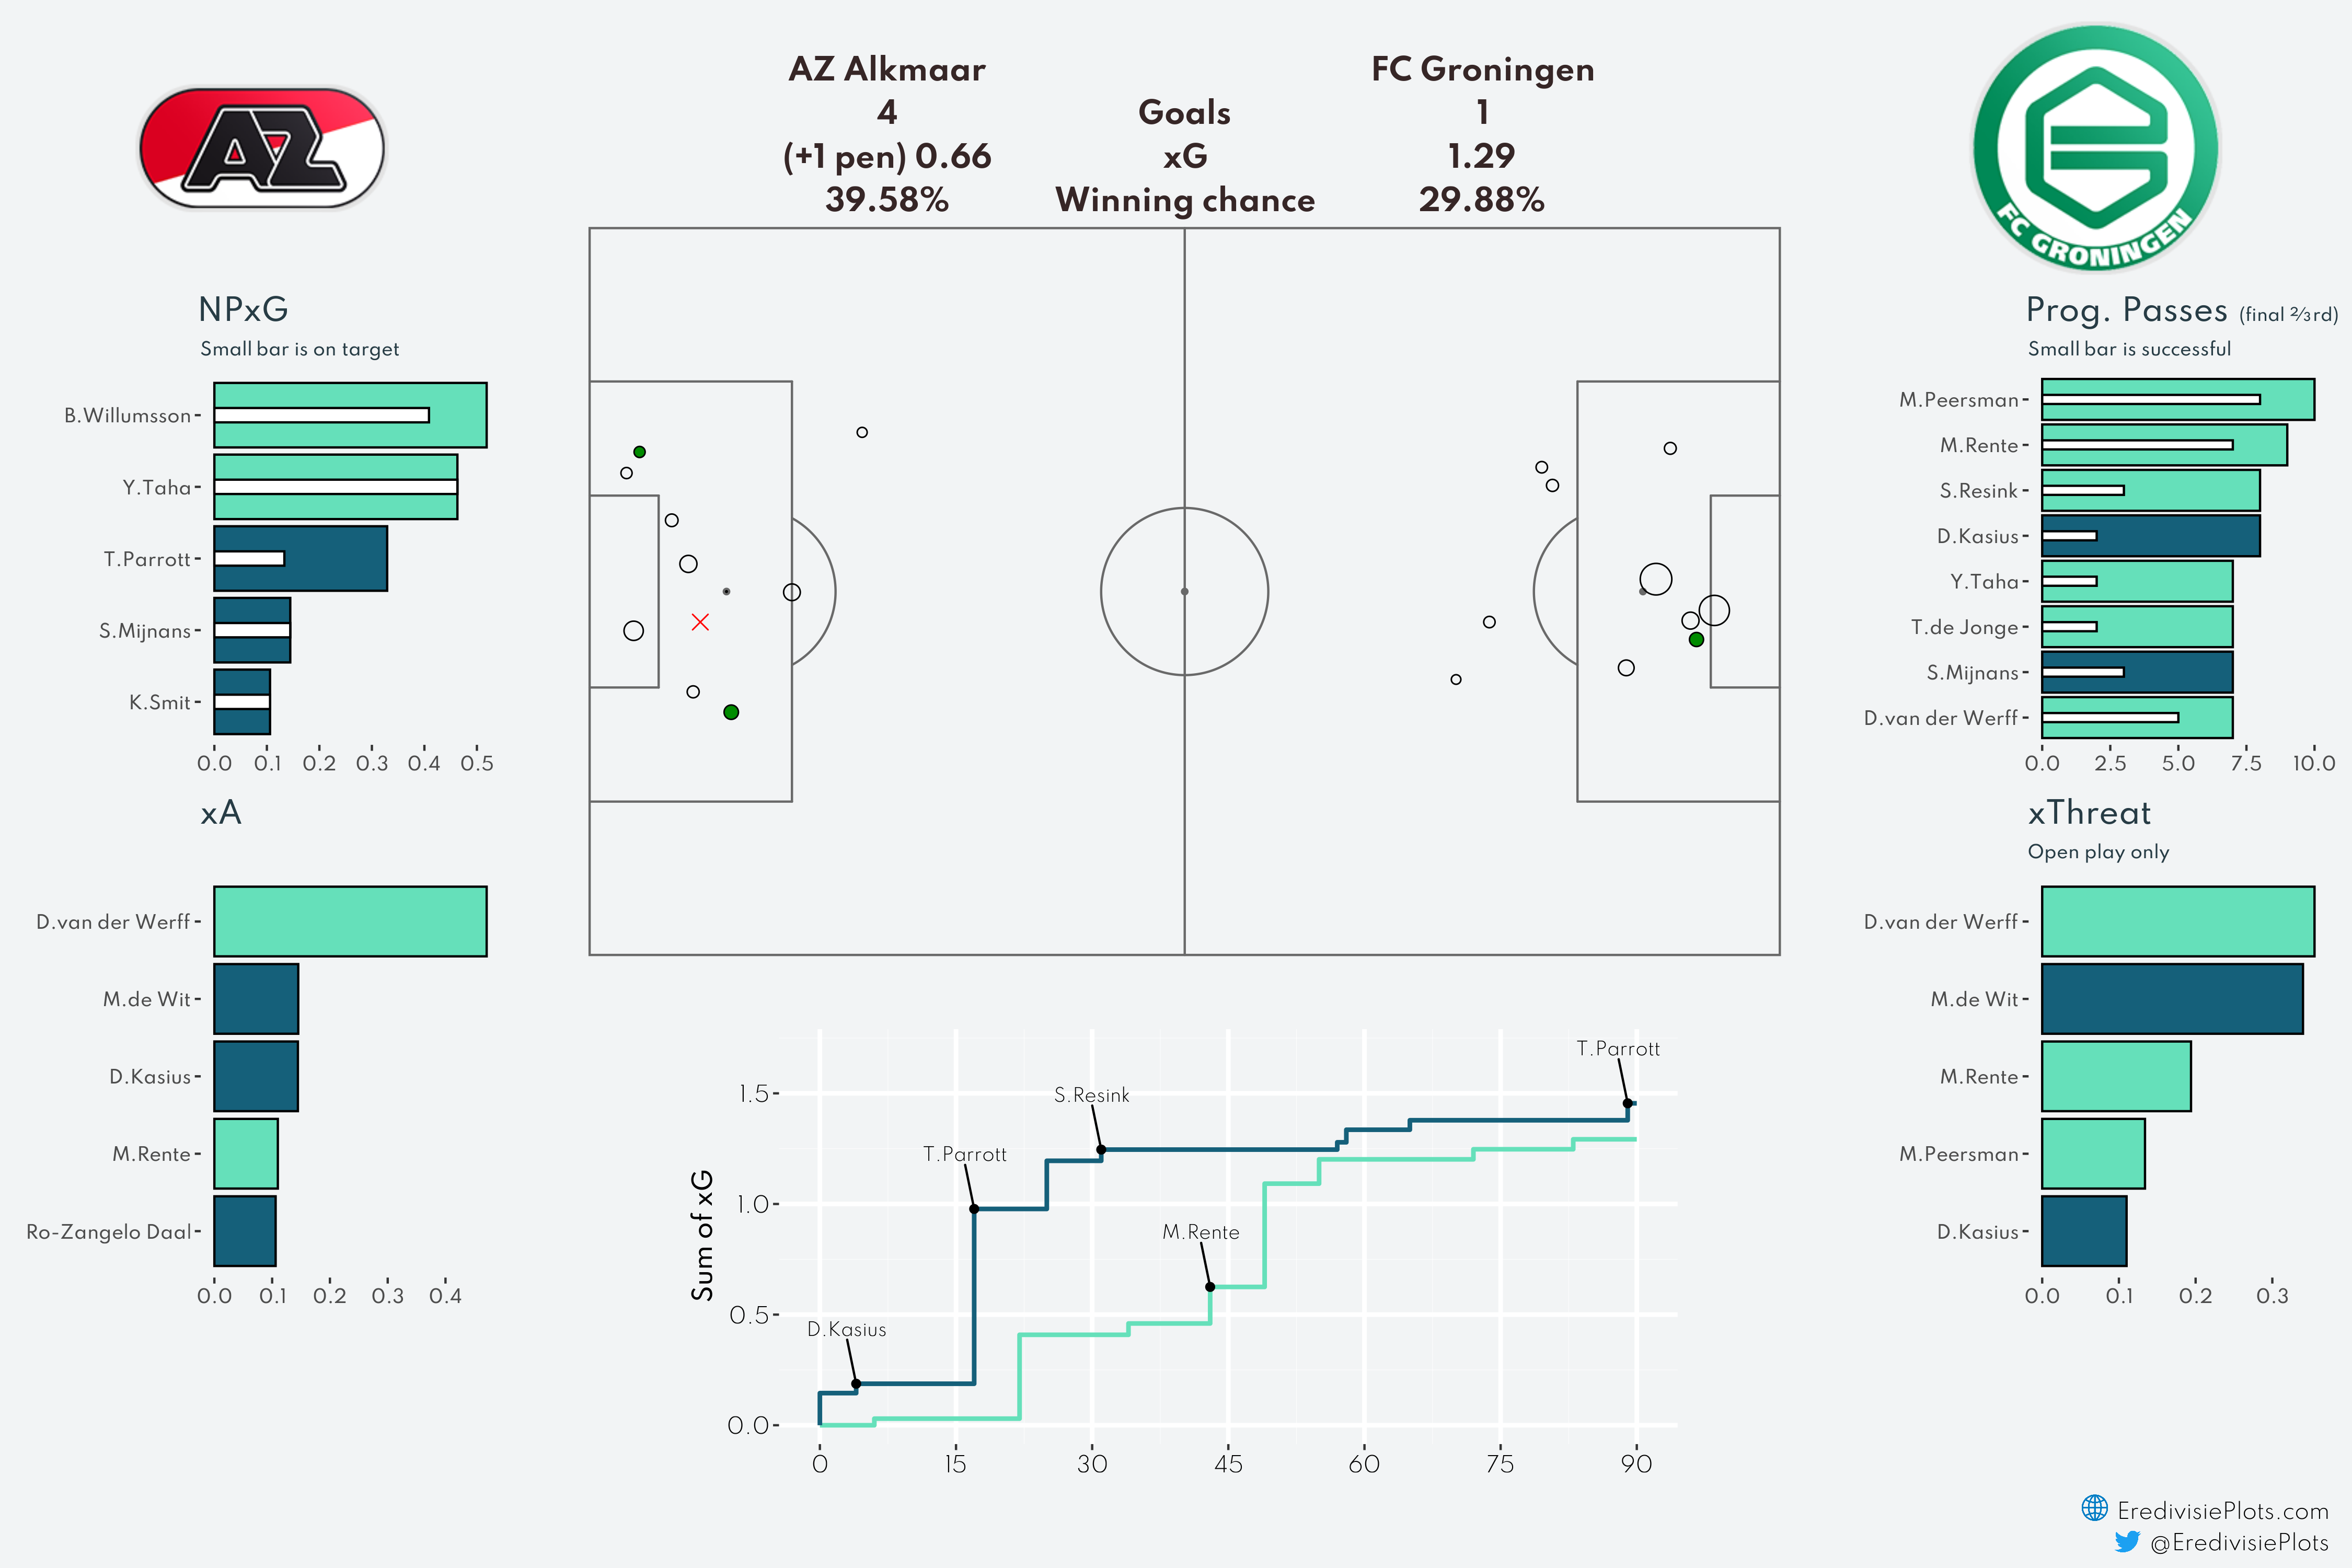 AZ Alkmaar
FC Groningen
4 Goals 1
(+1 pen) 0.66 xG 1.29
39.58% Winning chance 29.88%
AZ
FC GRONINGEN
NPxG
Small bar is on target
B.Willumsson
Y.Taha
T.Parrott
S.Mijnans
K.Smit
0.0 0.1 0.2 0.3 0.4 0.5
xA
D.van der Werff
M.de Wit
D.Kasius
M.Rente
Ro-Zangelo Daal
0.0 0.1 0.2 0.3 0.4
Sum of xG
1.5
1.0
0.5
0.0
D.Kasius
T.Parrott
S.Resink
M.Rente
T.Parrott
0 15 30 45 60 75 90
Prog. Passes (final ⅔rd)
Small bar is successful
M.Peersman
M.Rente
S.Resink
D.Kasius
Y.Taha
T.de Jonge
S.Mijnans
D.van der Werff
0.0 2.5 5.0 7.5 10.0
xThreat
Open play only
D.van der Werff
M.de Wit
M.Rente
M.Peersman
D.Kasius
0.0 0.1 0.2 0.3
EredivisiePlots.com
@EredivisiePlots